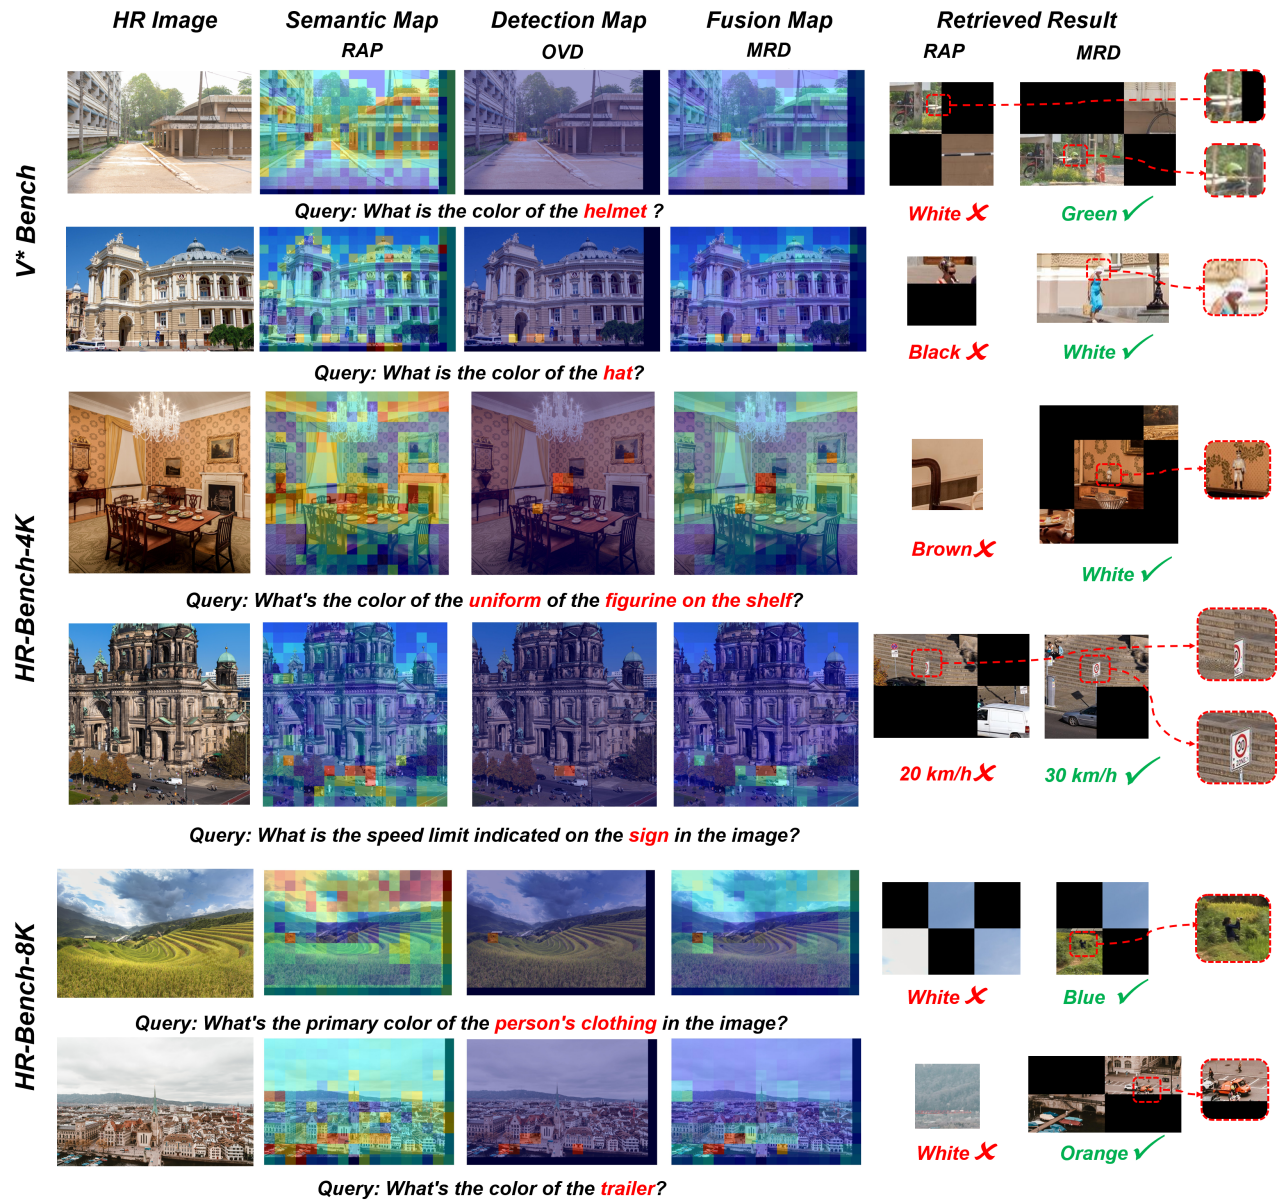 HR Image Semantic Map Detection Map Fusion Map Retrieved Result
RAP OVD MRD RAP MRD
V* Bench
White ✗ Green ✓
Query: What is the color of the helmet ?
Black ✗ White ✓
Query: What is the color of the hat?
HR-Bench-4K
Brown ✗ White ✓
Query: What's the color of the uniform of the figurine on the shelf?
30
ZONE
20 km/h ✗ 30 km/h ✓
Query: What is the speed limit indicated on the sign in the image?
HR-Bench-8K
White ✗ Blue ✓
Query: What's the primary color of the person's clothing in the image?
White ✗ Orange ✓
Query: What's the color of the trailer?